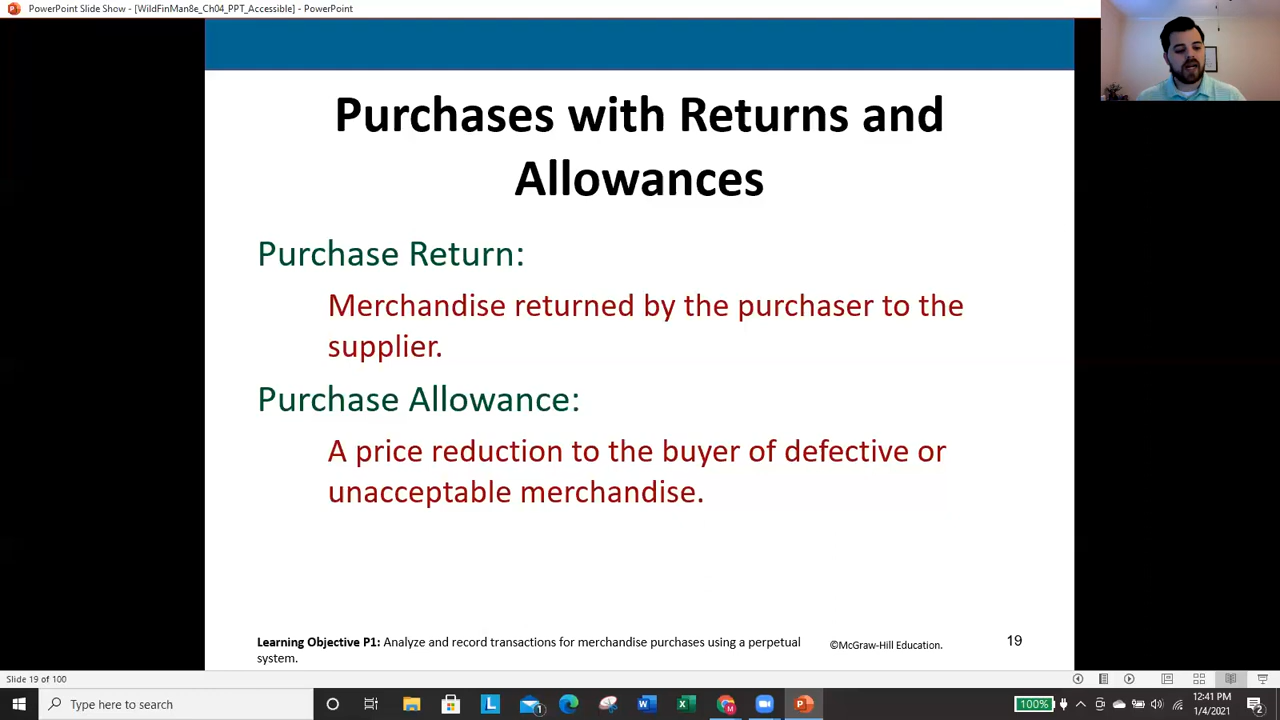 PowerPoint Slide Show - [WildFinMan8e_Ch04_PPT_Accessible] - PowerPoint
Purchases with Returns and
Allowances
Purchase Return:
Merchandise returned by the purchaser to the
supplier.
Purchase Allowance:
A price reduction to the buyer of defective or
unacceptable merchandise.
Learning Objective P1: Analyze and record transactions for merchandise purchases using a perpetual
system.
©McGraw-Hill Education.
19
Slide 19 of 100
Type here to search
100%
12:41 PM
1/4/2021